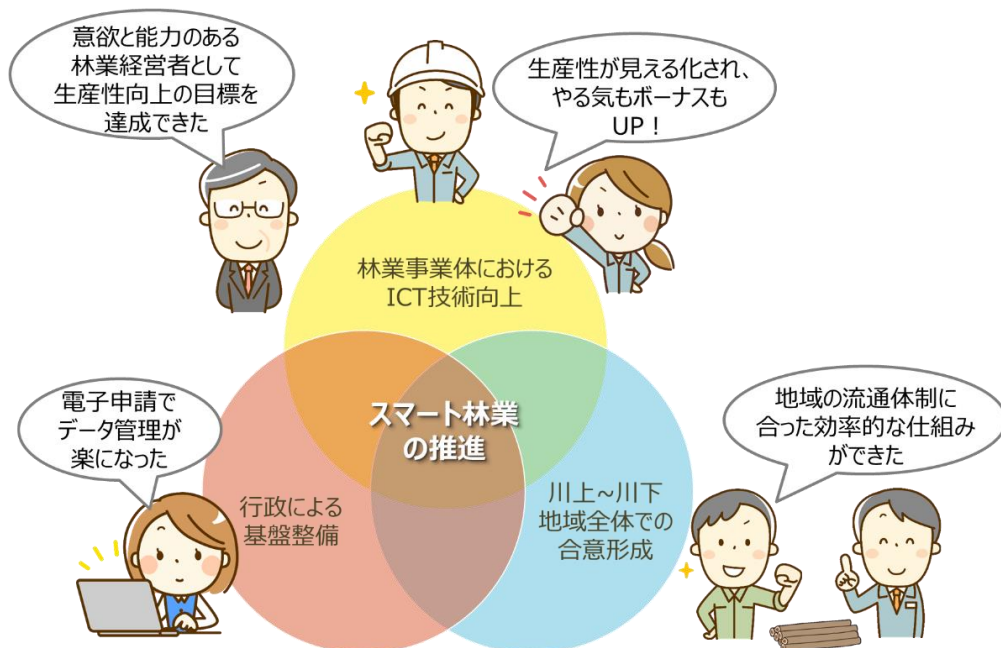 意欲と能力のある
林業経営者として
生産性向上の目標を
達成できた
生産性が見える化され、
やる気もボーナスも
UP！
林業事業体における
ICT技術向上
電子申請で
データ管理が
楽になった
スマート林業
の推進
地域の流通体制に
合った効率的な仕組み
ができた
行政による
基盤整備
川上~川下
地域全体での
合意形成